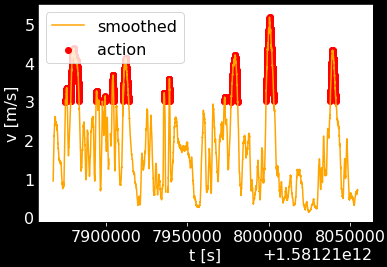 smoothed
action
5
4
3
2
1
0
v [m/s]
7900000 7950000 8000000 8050000
t [s]
+1.58121e12